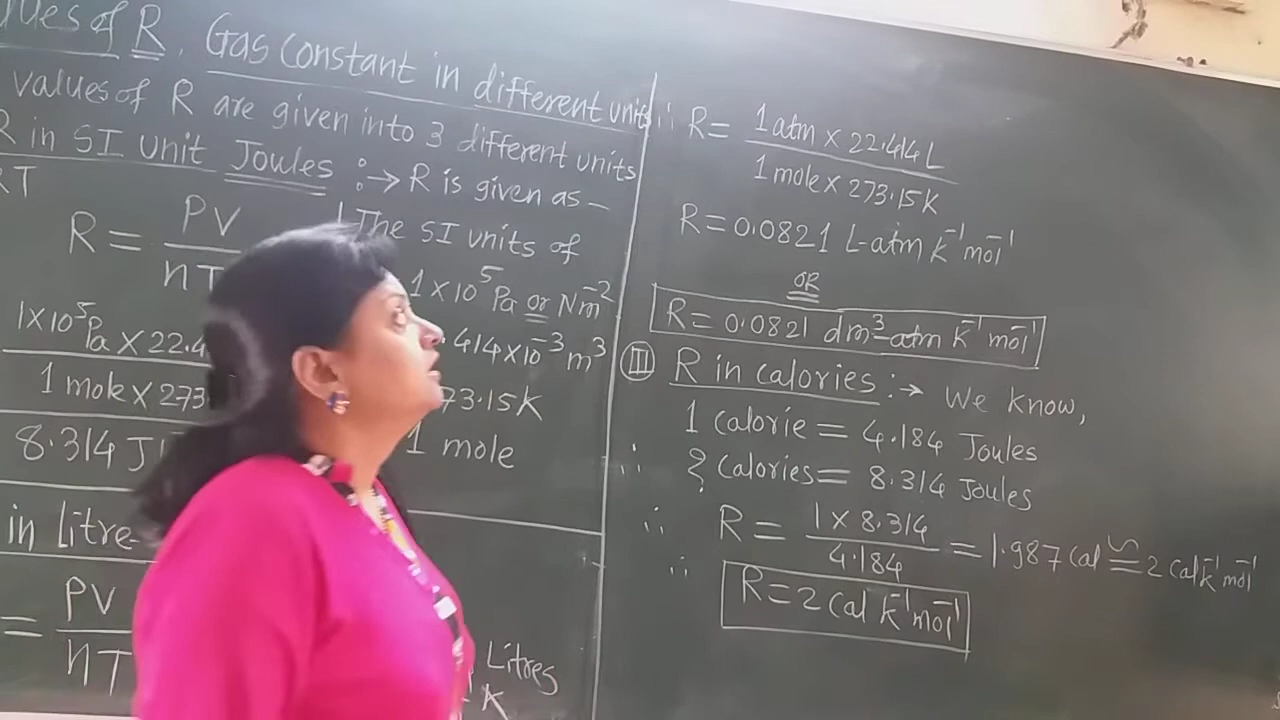 ues of R. Gas constant in different units
values of R are given into 3 different units
R in SI unit Joules :→ R is given as –
RT
R = PV / nT
The SI units of
1×10⁵ Pa or Nm⁻²
.414×10⁻³ m³
73.15K
1 mole
1×10⁵ Pa × 22.4
1 mole × 273
8.314 J
in Litre-
= PV / nT
Litres
K
∴ R = 1 atm × 22.414 L / 1 mole × 273.15K
R = 0.0821 L-atm K⁻¹ mol⁻¹
OR
R = 0.0821 dm³-atm K⁻¹ mol⁻¹
III R in calories :→ We know,
1 calorie = 4.184 Joules
∴ ? Calories = 8.314 Joules
∴ R = 1 × 8.314 / 4.184 = 1.987 Cal ≅ 2 Cal K⁻¹ mol⁻¹
∴ R = 2 Cal K⁻¹ mol⁻¹